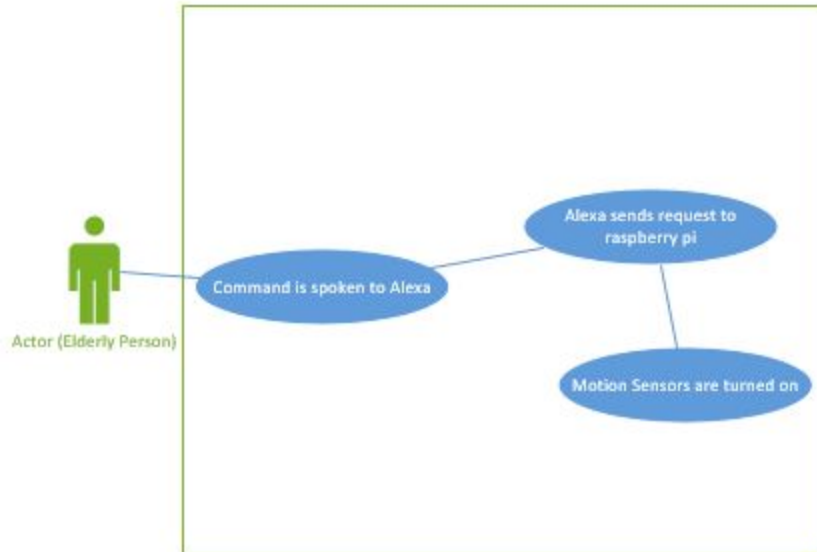 Alexa sends request to
raspberry pi
Command is spoken to Alexa
Actor (Elderly Person)
Motion Sensors are turned on